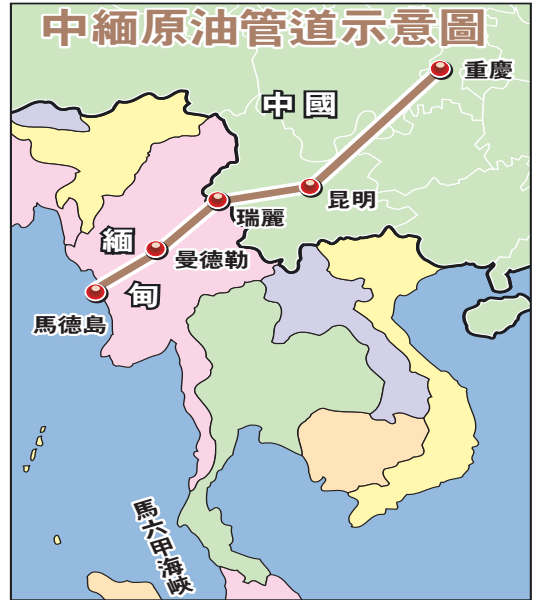 中緬原油管道示意圖
重慶
中國
昆明
瑞麗
緬甸
曼德勒
馬德島
馬六甲海峽